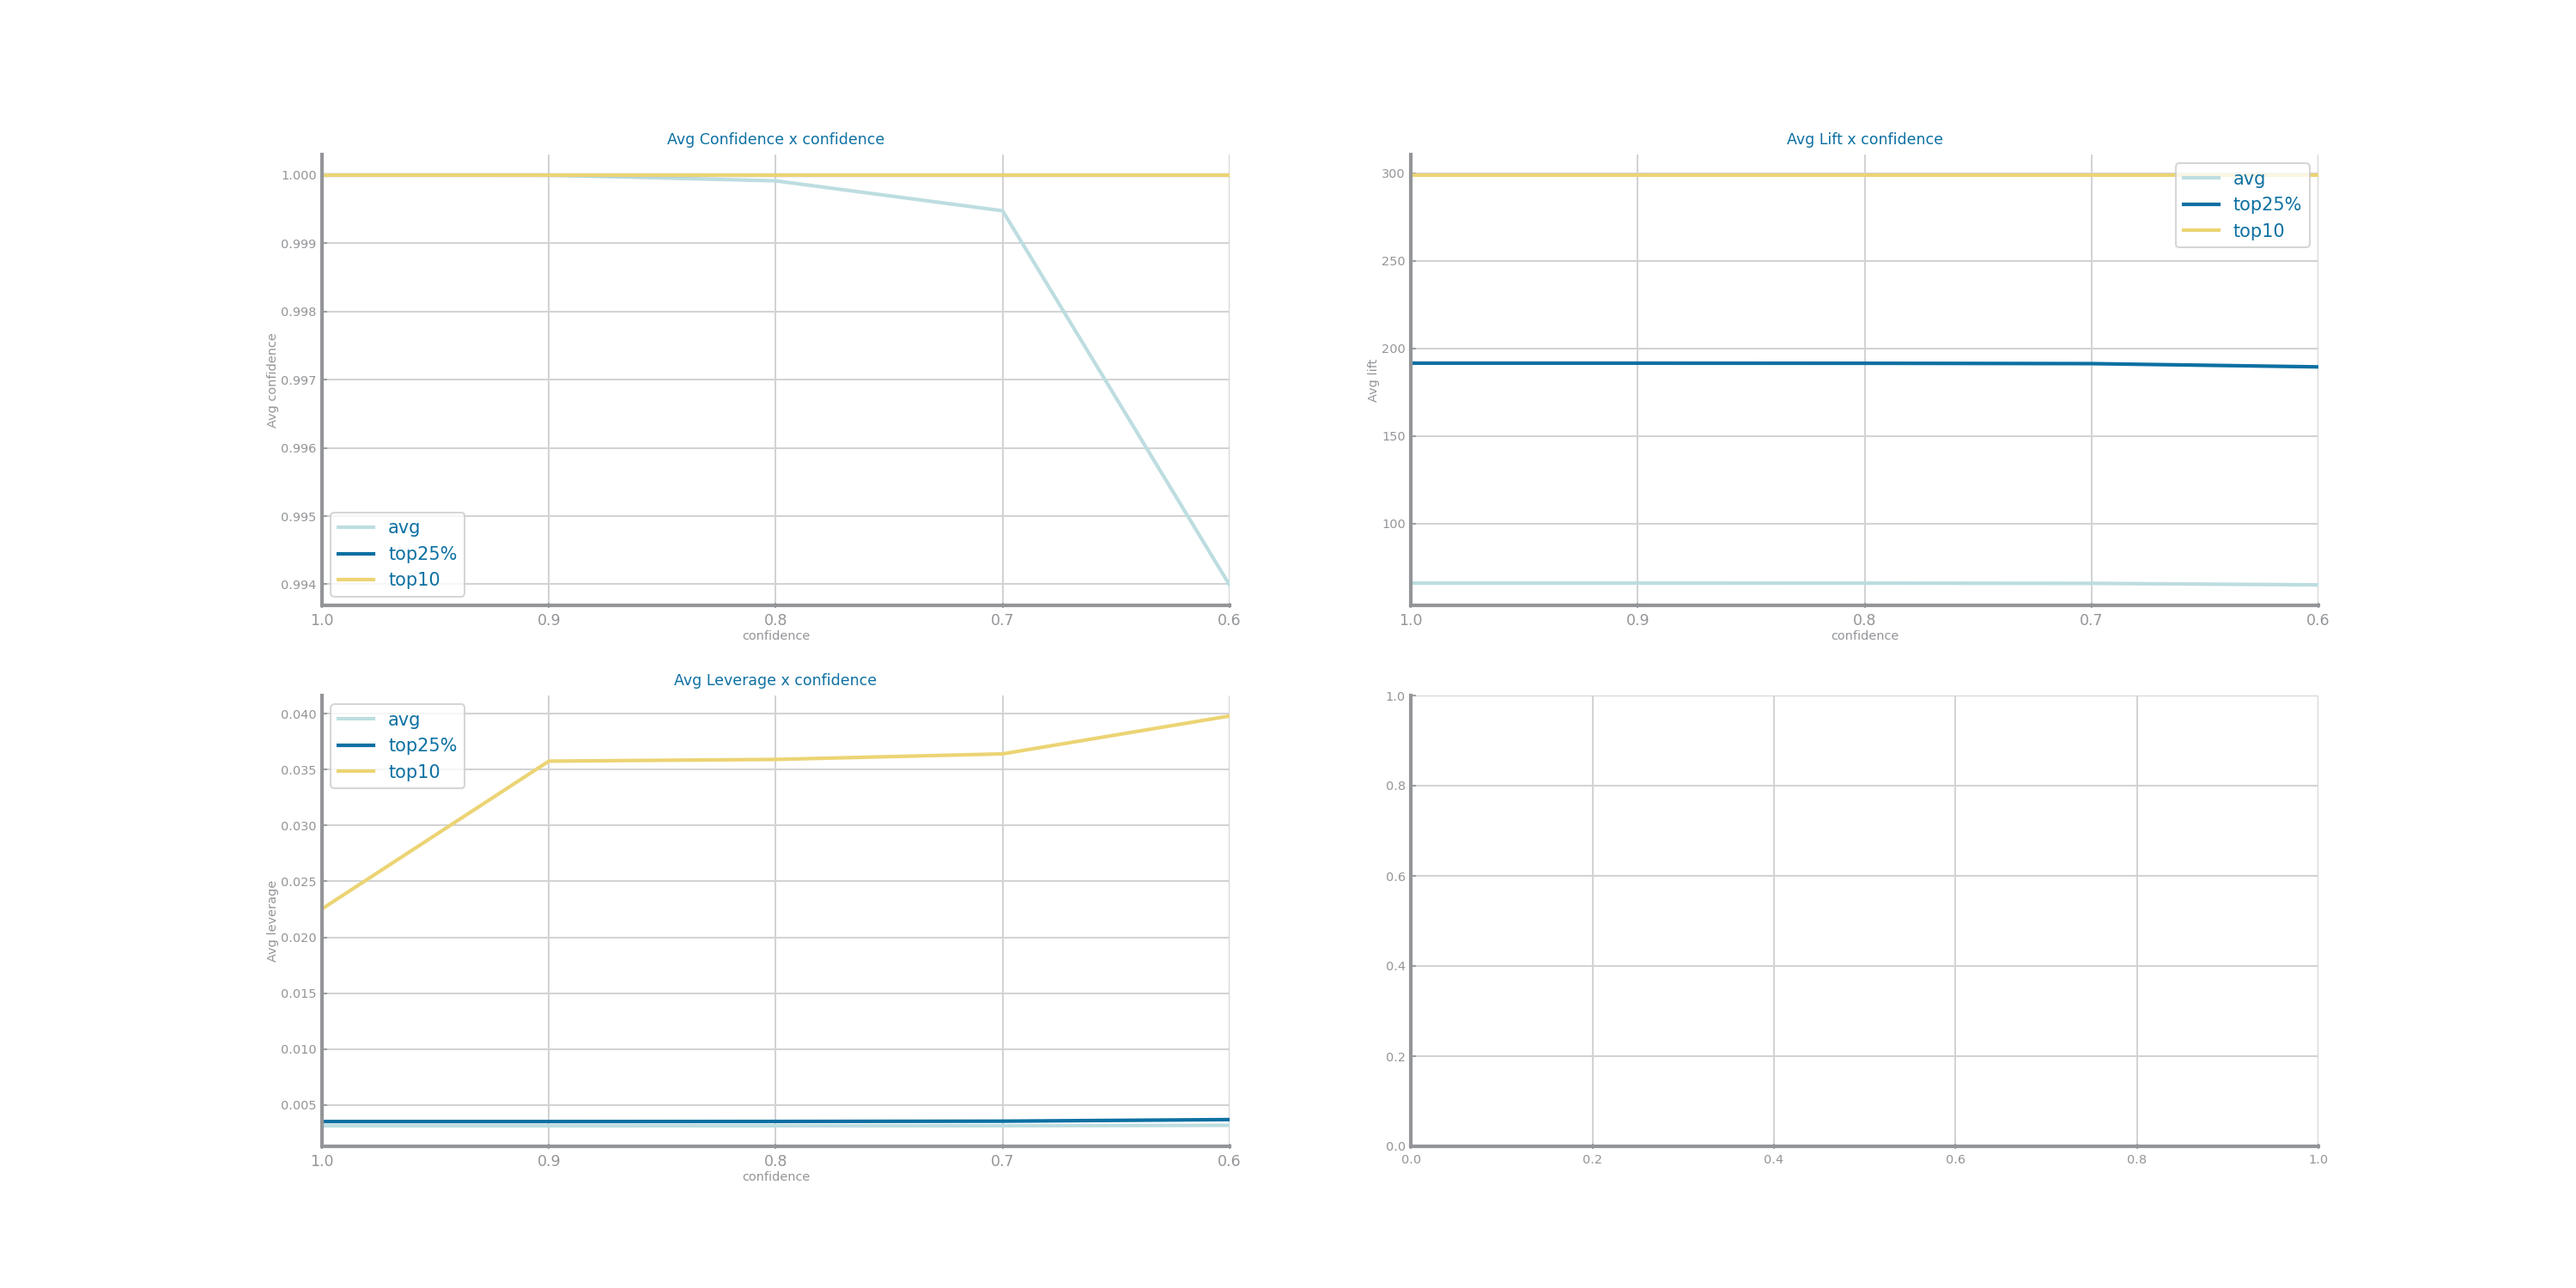 Avg Confidence x confidence
1.000
0.999
0.998
0.997
0.996
0.995
0.994
Avg confidence
avg
top25%
top10
1.0 0.9 0.8 0.7 0.6
confidence
Avg Lift x confidence
300
250
200
150
100
Avg lift
avg
top25%
top10
1.0 0.9 0.8 0.7 0.6
confidence
Avg Leverage x confidence
0.040
0.035
0.030
0.025
0.020
0.015
0.010
0.005
Avg leverage
avg
top25%
top10
1.0 0.9 0.8 0.7 0.6
confidence
1.0
0.8
0.6
0.4
0.2
0.0
0.0 0.2 0.4 0.6 0.8 1.0